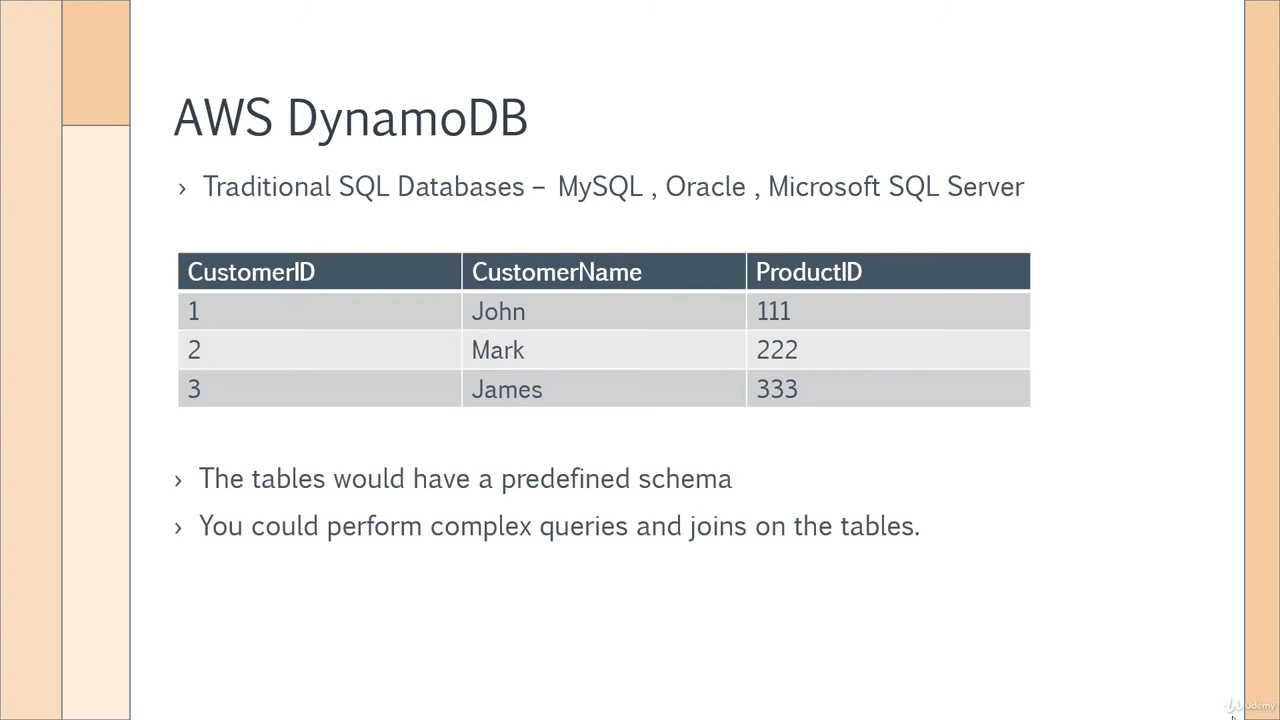 AWS DynamoDB
› Traditional SQL Databases – MySQL , Oracle , Microsoft SQL Server
CustomerID CustomerName ProductID
1 John 111
2 Mark 222
3 James 333
› The tables would have a predefined schema
› You could perform complex queries and joins on the tables.
Udemy